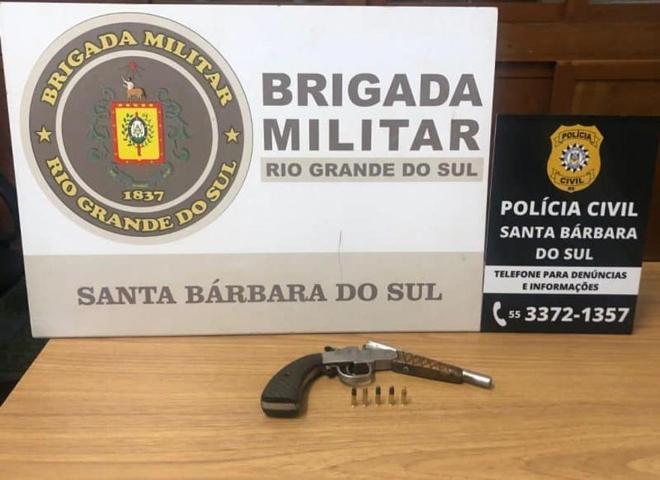 BRIGADA MILITAR
RIO GRANDE DO SUL
1837
BRIGADA
MILITAR
RIO GRANDE DO SUL
SANTA BÁRBARA DO SUL
POLÍCIA
CIVIL
RS
POLÍCIA CIVIL
SANTA BÁRBARA
DO SUL
TELEFONE PARA DENÚNCIAS
E INFORMAÇÕES
55 3372-1357